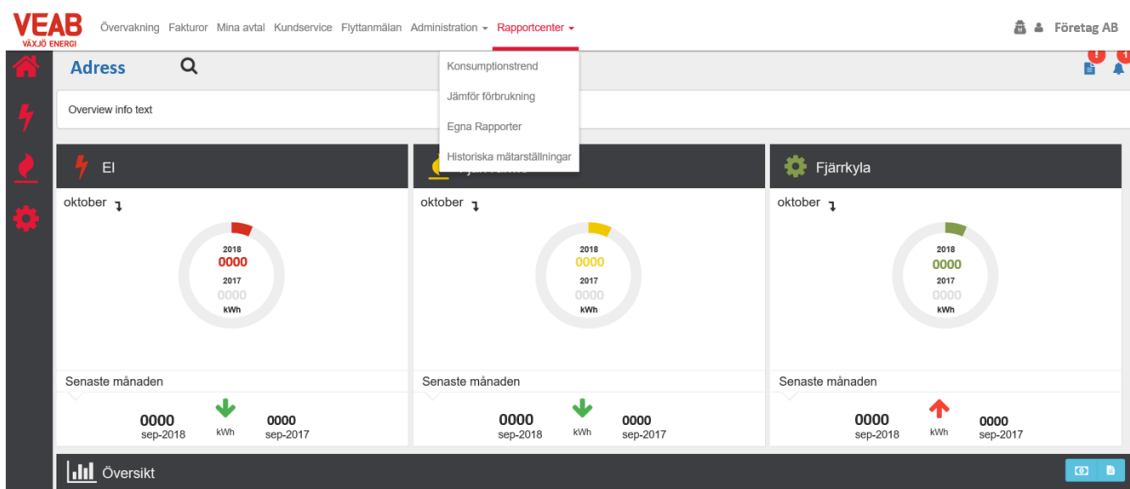 VEAB
VÄXJÖ ENERGI
Övervakning Fakturor Mina avtal Kundservice Flyttanmälan Administration Rapportcenter
Företag AB
Konsumptionstrend
Jämför förbrukning
Egna Rapporter
Historiska mätarställningar
Adress
! 1
Overview info text
El
Fjärrkyla
oktober
2018
0000
2017
0000
kWh
Senaste månaden
0000 0000
sep-2018 kWh sep-2017
oktober
2018
0000
2017
0000
kWh
Senaste månaden
0000 0000
sep-2018 kWh sep-2017
oktober
2018
0000
2017
0000
kWh
Senaste månaden
0000 0000
sep-2018 kWh sep-2017
Översikt